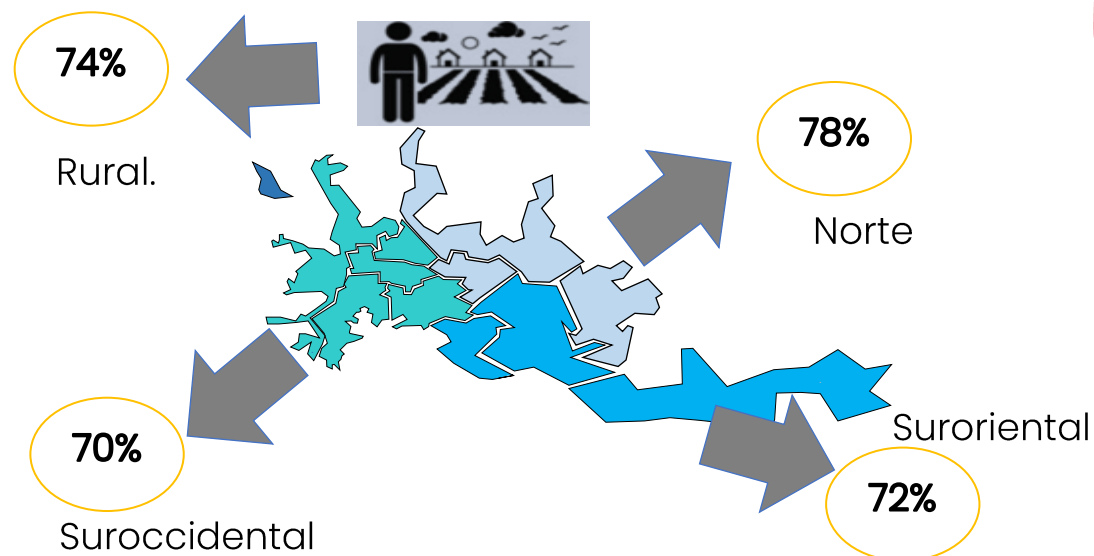 74%
Rural.
78%
Norte
70%
Suroccidental
Suroriental
72%